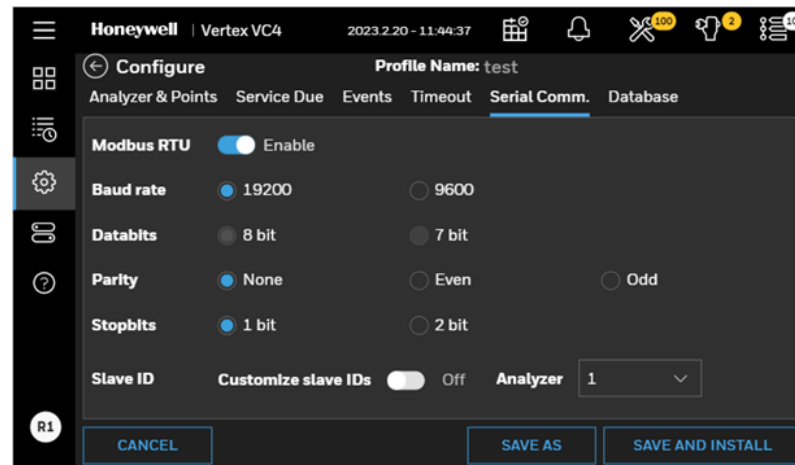 Honeywell | Vertex VC4 2023.2.20 - 11:44:37 100 2
Configure Profile Name: test
Analyzer & Points Service Due Events Timeout Serial Comm. Database
Modbus RTU Enable
Baud rate 19200 9600
Databits 8 bit 7 bit
Parity None Even Odd
Stopbits 1 bit 2 bit
Slave ID Customize slave IDs Off Analyzer 1
R1
CANCEL SAVE AS SAVE AND INSTALL